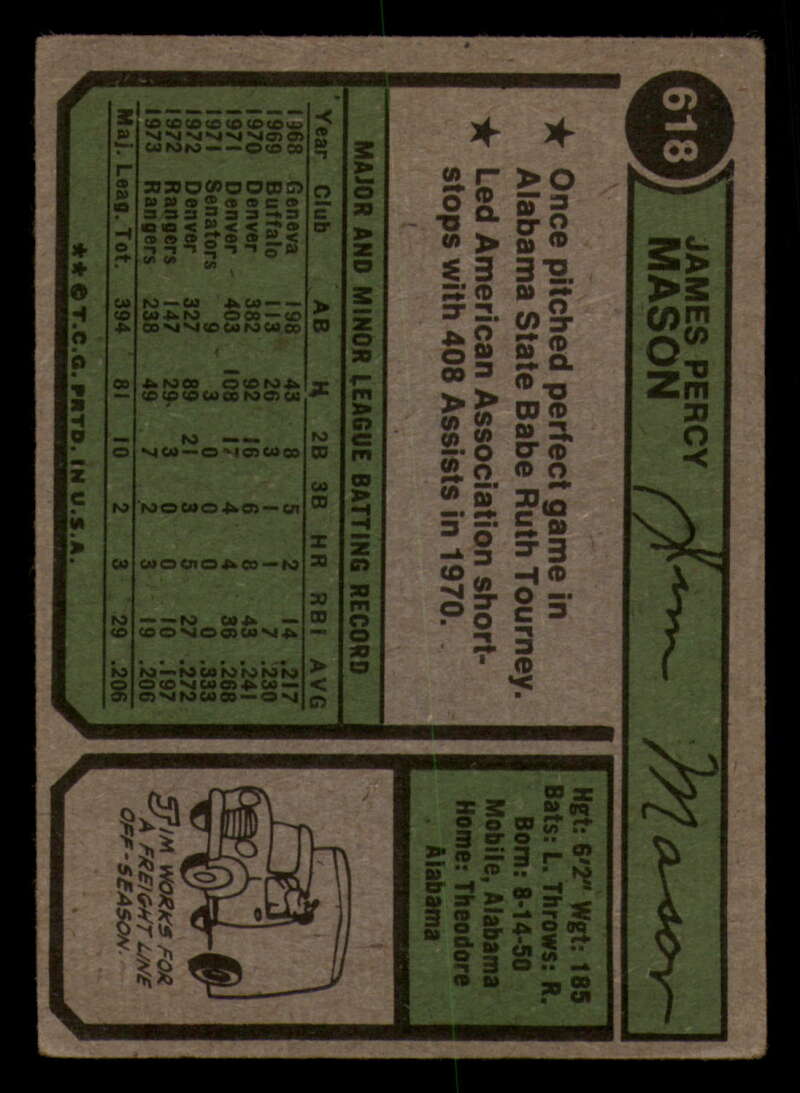 618
JAMES PERCY
MASON
Jim Mason
★ Once pitched perfect game in
Alabama State Babe Ruth Tourney.
★ Led American Association short-
stops with 408 Assists in 1970.
Hgt: 6'2" Wgt: 185
Bats: L. Throws: R.
Born: 8-14-50
Mobile, Alabama
Home: Theodore
Alabama
MAJOR AND MINOR LEAGUE BATTING RECORD
Year Club AB H 2B 3B HR RBI AVG
1968 Geneva 198 43 8 5 2 14 .217
1969 Buffalo 113 26 3 1 1 7 .230
1970 Denver 382 92 16 6 8 43 .241
1971 Denver 403 108 17 4 4 36 .268
1971 Senators 9 3 0 0 0 0 .333
1972 Denver 327 89 21 3 5 27 .272
1972 Rangers 147 29 3 0 0 10 .197
1973 Rangers 238 49 7 2 3 19 .206
Maj. Leag. Tot. 394 81 10 2 3 29 .206
**© T.C.G. PRTD. IN U.S.A.
JIM WORKS FOR
A FREIGHT LINE
OFF-SEASON.